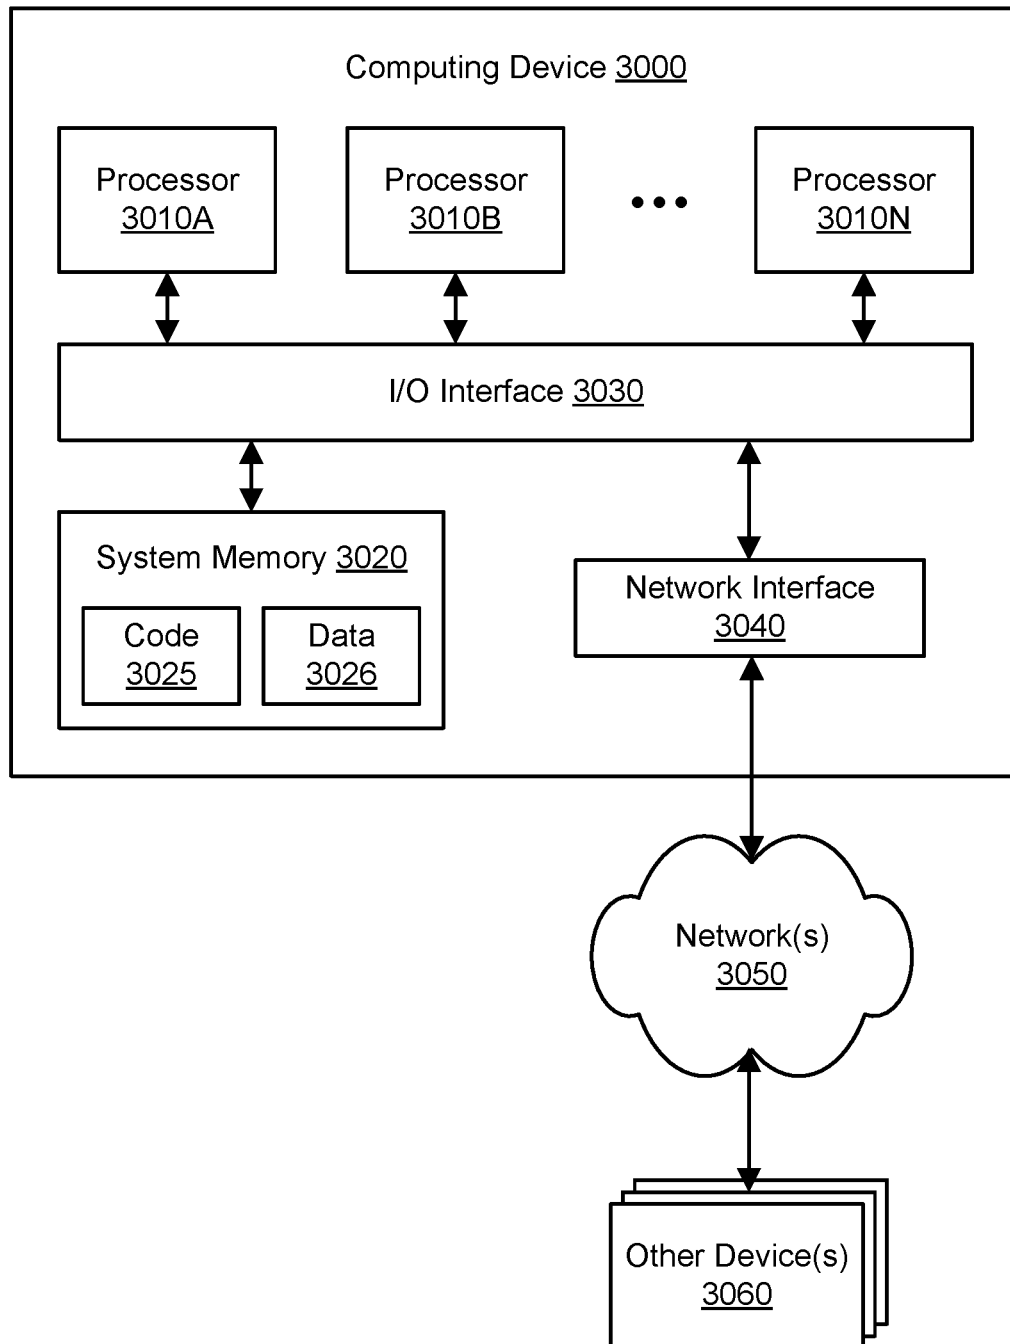 Computing Device 3000
Processor
3010A
Processor
3010B
•••
Processor
3010N
I/O Interface 3030
System Memory 3020
Code
3025
Data
3026
Network Interface
3040
Network(s)
3050
Other Device(s)
3060